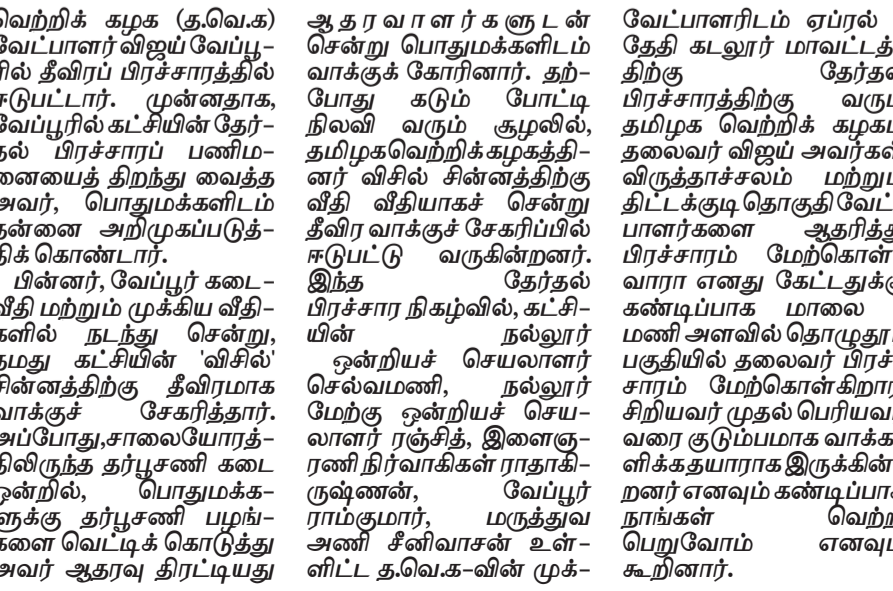 வெற்றிக் கழக (த.வெ.க)
வேட்பாளர் விஜய் வேப்பூ-
ரில் தீவிரப் பிரச்சாரத்தில்
ஈடுபட்டார். முன்னதாக,
வேப்பூரில் கட்சியின் தேர்-
தல் பிரச்சாரப் பணிம-
னையைத் திறந்து வைத்த
அவர், பொதுமக்களிடம்
தன்னை அறிமுகப்படுத்-
திக் கொண்டார்.
பின்னர், வேப்பூர் கடை-
வீதி மற்றும் முக்கிய வீதி-
களில் நடந்து சென்று,
தமது கட்சியின் 'விசில்'
சின்னத்திற்கு தீவிரமாக
வாக்குச் சேகரித்தார்.
அப்போது,சாலையோரத்-
திலிருந்த தர்பூசணி கடை
ஒன்றில், பொதுமக்க-
ளுக்கு தர்பூசணி பழங்-
களை வெட்டிக் கொடுத்து
அவர் ஆதரவு திரட்டியது
ஆதரவாளர்களுடன்
சென்று பொதுமக்களிடம்
வாக்குக் கோரினார். தற்-
போது கடும் போட்டி
நிலவி வரும் சூழலில்,
தமிழகவெற்றிக்கழகத்தி-
னர் விசில் சின்னத்திற்கு
வீதி வீதியாகச் சென்று
தீவிர வாக்குச் சேகரிப்பில்
ஈடுபட்டு வருகின்றனர்.
இந்த தேர்தல்
பிரச்சார நிகழ்வில், கட்சி-
யின் நல்லூர்
ஒன்றியச் செயலாளர்
செல்வமணி, நல்லூர்
மேற்கு ஒன்றியச் செய-
லாளர் ரஞ்சித், இளைஞ-
ரணி நிர்வாகிகள் ராதாகி-
ருஷ்ணன், வேப்பூர்
ராம்குமார், மருத்துவ
அணி சீனிவாசன் உள்-
ளிட்ட த.வெ.க-வின் முக்-
வேட்பாளரிடம் ஏப்ரல்
தேதி கடலூர் மாவட்டத்-
திற்கு தேர்தல்
பிரச்சாரத்திற்கு வரும்
தமிழக வெற்றிக் கழகம்
தலைவர் விஜய் அவர்கள்
விருத்தாச்சலம் மற்றும்
திட்டக்குடி தொகுதி வேட்-
பாளர்களை ஆதரித்து
பிரச்சாரம் மேற்கொள்-
வாரா எனது கேட்டதுக்கு
கண்டிப்பாக மாலை
மணி அளவில் தொழுதூர்
பகுதியில் தலைவர் பிரச்-
சாரம் மேற்கொள்கிறார்
சிறியவர் முதல் பெரியவர்
வரை குடும்பமாக வாக்க-
ளிக்கதயாராக இருக்கின்-
றனர் எனவும் கண்டிப்பாக
நாங்கள் வெற்றி
பெறுவோம் எனவும்
கூறினார்.